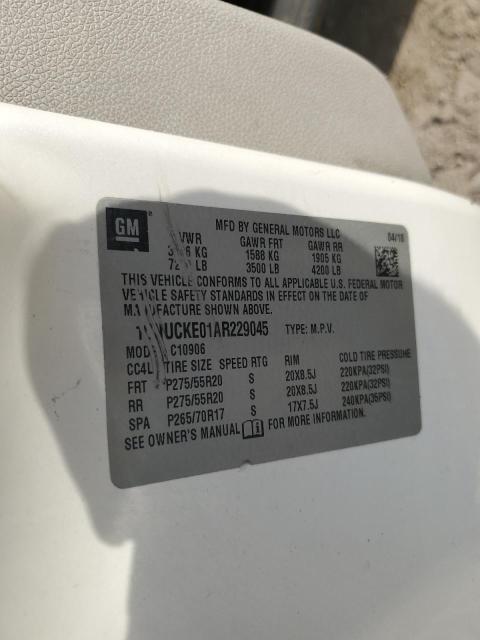 GM
MFD BY GENERAL MOTORS LLC
04/10
GAWR FRT GAWR RR
1588 KG 1905 KG
LB 3500 LB 4200 LB
THIS VEHICLE CONFORMS TO ALL APPLICABLE U.S. FEDERAL MOTOR
VEHICLE SAFETY STANDARDS IN EFFECT ON THE DATE OF
MANUFACTURE SHOWN ABOVE.
UCKE01AR229045 TYPE: M.P.V.
MODEL: C10906
CC4L TIRE SIZE SPEED RTG RIM COLD TIRE PRESSURE
FRT P275/55R20 S 20X8.5J 220KPA(32PSI)
RR P275/55R20 S 20X8.5J 220KPA(32PSI)
SPA P265/70R17 S 17X7.5J 240KPA(35PSI)
SEE OWNER'S MANUAL FOR MORE INFORMATION.